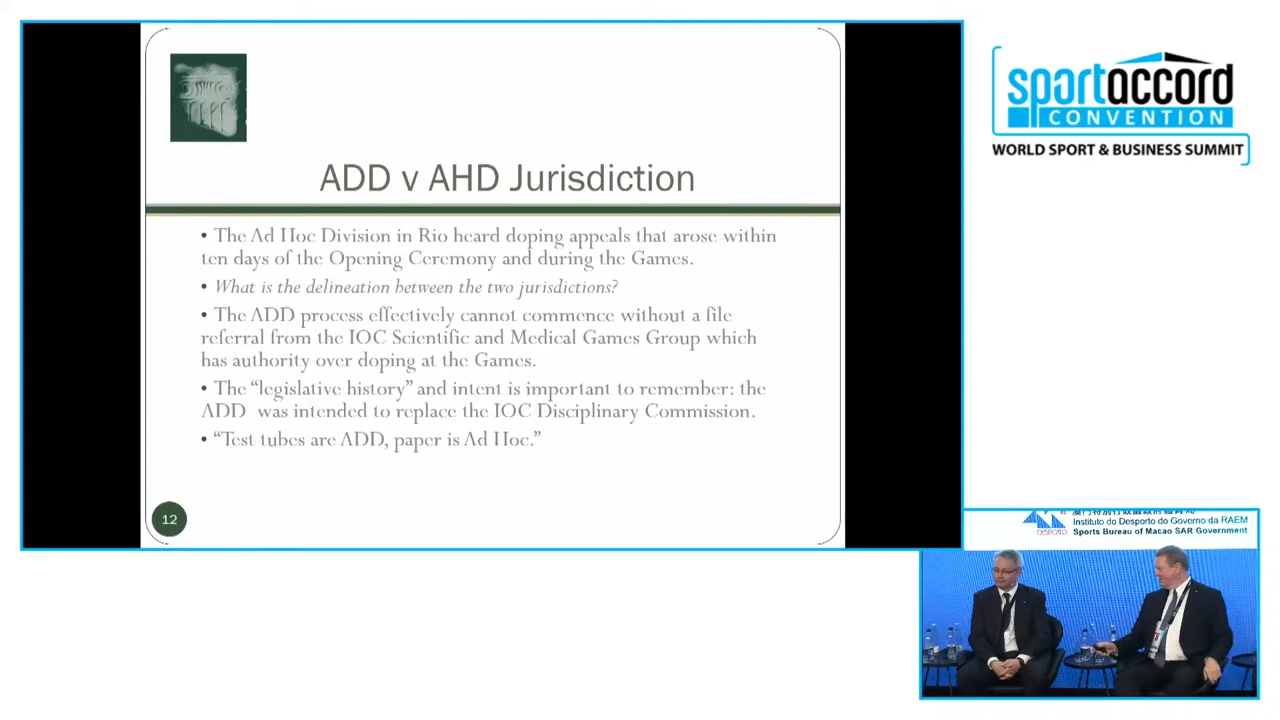 ADD v AHD Jurisdiction
• The Ad Hoc Division in Rio heard doping appeals that arose within
ten days of the Opening Ceremony and during the Games.
• What is the delineation between the two jurisdictions?
• The ADD process effectively cannot commence without a file
referral from the IOC Scientific and Medical Games Group which
has authority over doping at the Games.
• The “legislative history” and intent is important to remember: the
ADD was intended to replace the IOC Disciplinary Commission.
• “Test tubes are ADD, paper is Ad Hoc.”
12
sportaccord
CONVENTION
WORLD SPORT & BUSINESS SUMMIT
Instituto do Desporto do Governo da RAEM
Sports Bureau of Macao SAR Government
DESPORTO